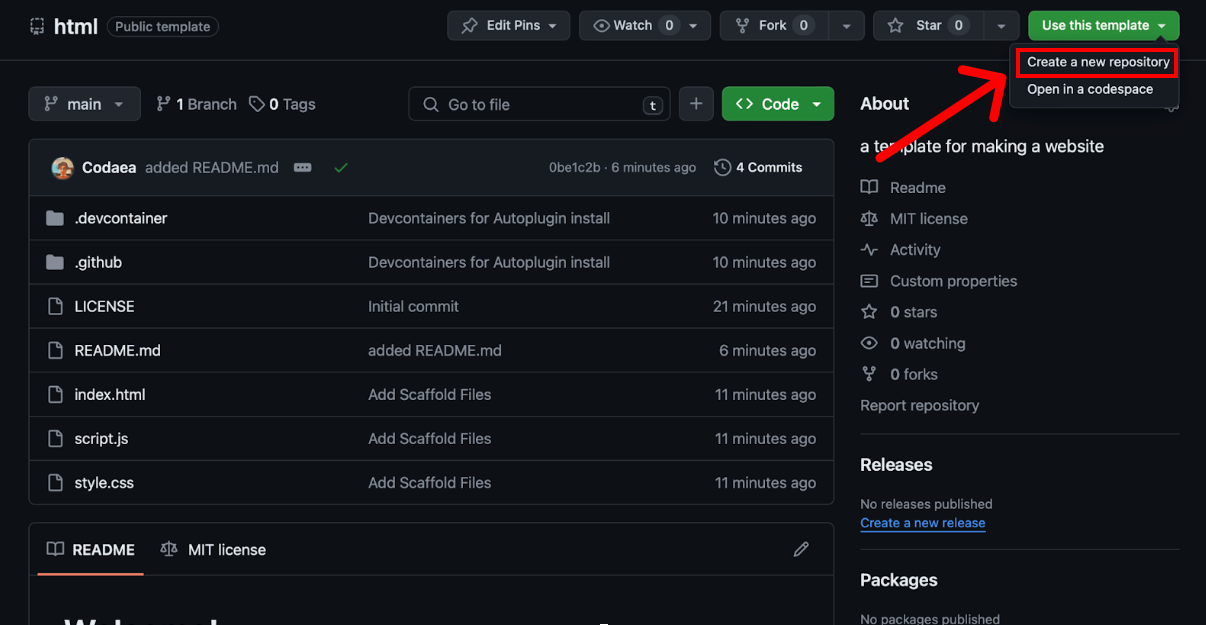 html Public template Edit Pins Watch 0 Fork 0 Star 0 Use this template
Create a new repository
Open in a codespace
main 1 Branch 0 Tags Go to file t + <> Code
Codaea added README.md 0be1c2b · 6 minutes ago 4 Commits
.devcontainer Devcontainers for Autoplugin install 10 minutes ago
.github Devcontainers for Autoplugin install 10 minutes ago
LICENSE Initial commit 21 minutes ago
README.md added README.md 6 minutes ago
index.html Add Scaffold Files 11 minutes ago
script.js Add Scaffold Files 11 minutes ago
style.css Add Scaffold Files 11 minutes ago
README MIT license
About
a template for making a website
Readme
MIT license
Activity
Custom properties
0 stars
0 watching
0 forks
Report repository
Releases
No releases published
Create a new release
Packages
No packages published